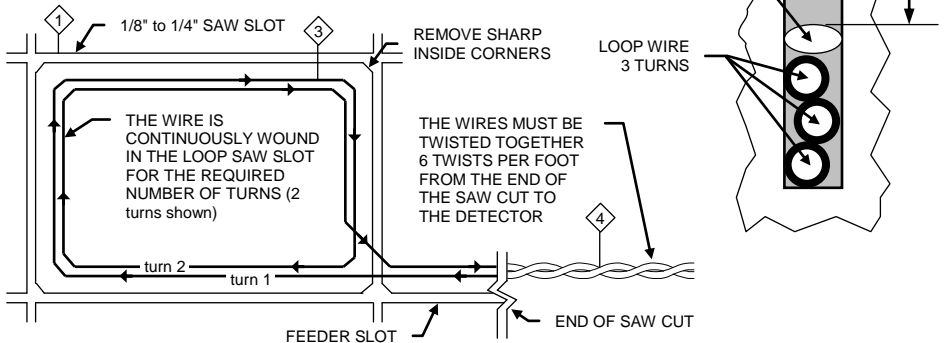 1
1/8" to 1/4" SAW SLOT
3
REMOVE SHARP
INSIDE CORNERS
LOOP WIRE
3 TURNS
THE WIRE IS
CONTINUOUSLY WOUND
IN THE LOOP SAW SLOT
FOR THE REQUIRED
NUMBER OF TURNS (2
turns shown)
THE WIRES MUST BE
TWISTED TOGETHER
6 TWISTS PER FOOT
FROM THE END OF
THE SAW CUT TO
THE DETECTOR
4
turn 2
turn 1
FEEDER SLOT
END OF SAW CUT